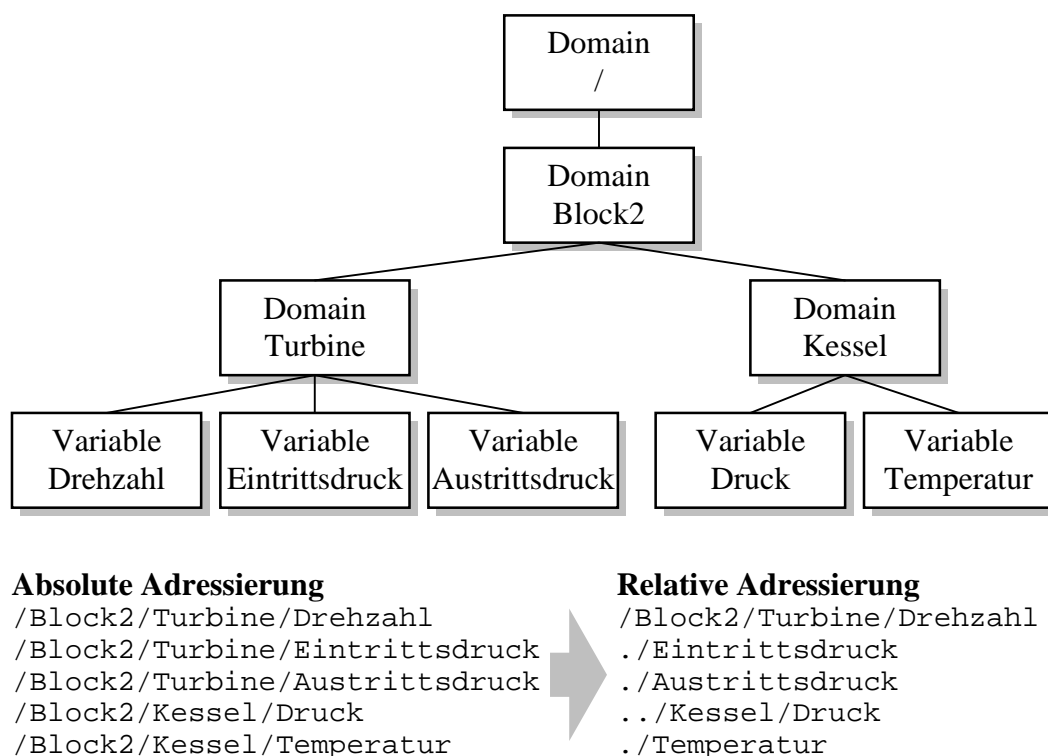 Domain
/
Domain
Block2
Domain
Turbine
Domain
Kessel
Variable
Drehzahl
Variable
Eintrittsdruck
Variable
Austrittsdruck
Variable
Druck
Variable
Temperatur
Absolute Adressierung
/Block2/Turbine/Drehzahl
/Block2/Turbine/Eintrittsdruck
/Block2/Turbine/Austrittsdruck
/Block2/Kessel/Druck
/Block2/Kessel/Temperatur
Relative Adressierung
/Block2/Turbine/Drehzahl
./Eintrittsdruck
./Austrittsdruck
../Kessel/Druck
./Temperatur